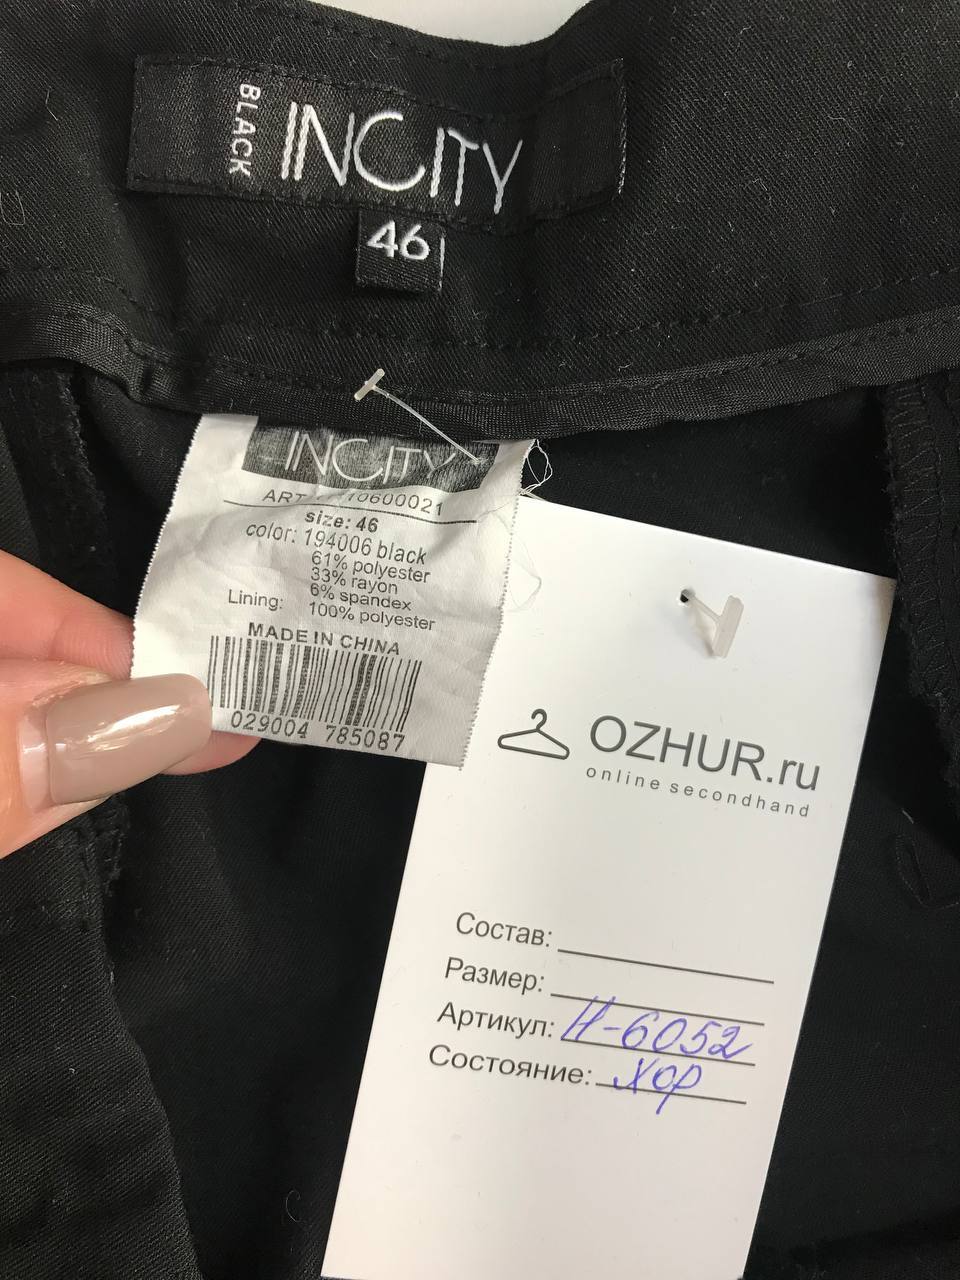 BLACK
INCITY
46
INCITY
ART
size: 46
color: 194006 black
61% polyester
33% rayon
6% spandex
Lining: 100% polyester
MADE IN CHINA
029004 785087
OZHUR.ru
online secondhand
Состав:
Размер:
Артикул: Н-6052
Состояние: хор